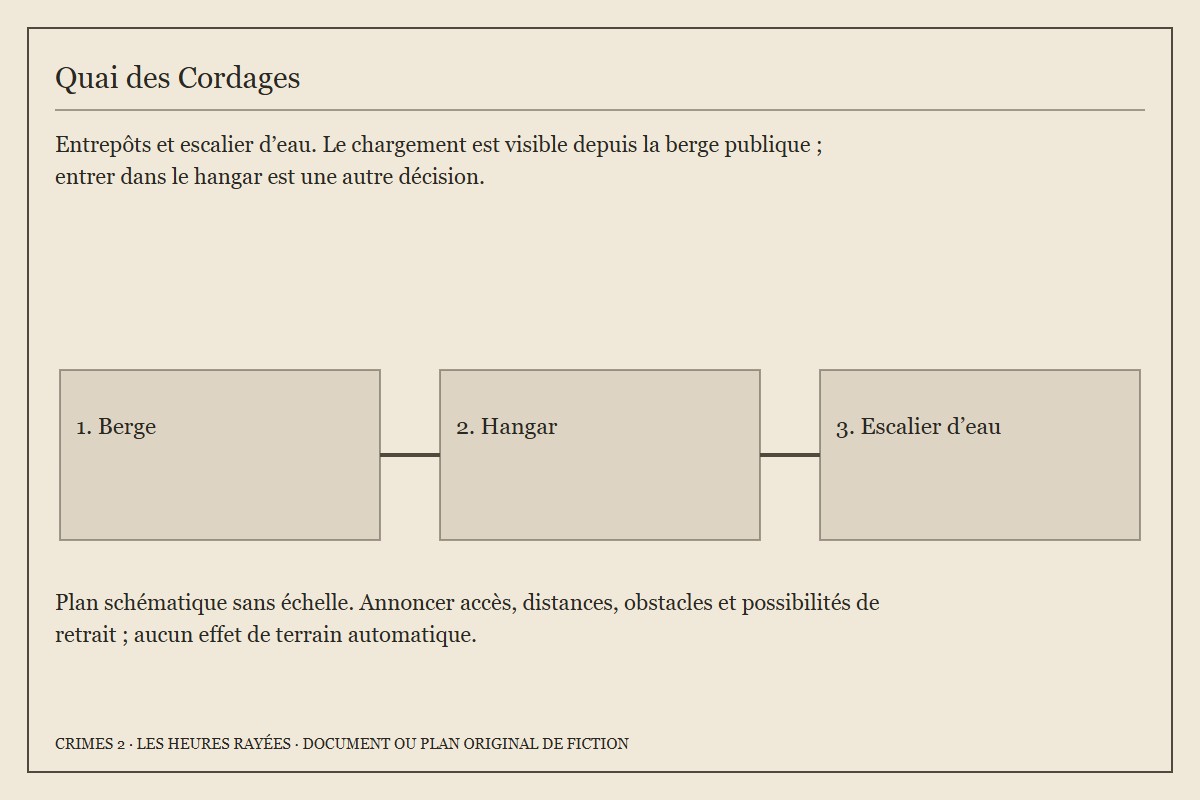 Quai des Cordages
Entrepôts et escalier d’eau. Le chargement est visible depuis la berge publique ;
entrer dans le hangar est une autre décision.
1. Berge
2. Hangar
3. Escalier d’eau
Plan schématique sans échelle. Annoncer accès, distances, obstacles et possibilités de
retrait ; aucun effet de terrain automatique.
CRIMES 2 · LES HEURES RAYÉES · DOCUMENT OU PLAN ORIGINAL DE FICTION